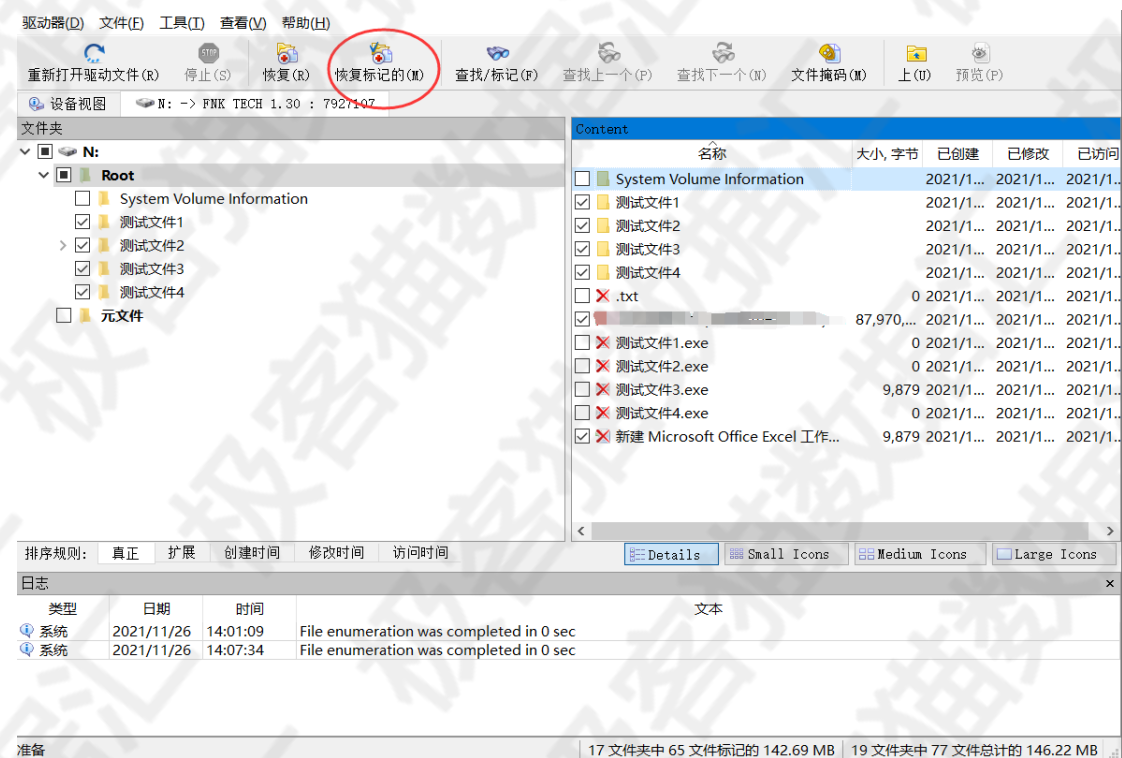 驱动器(D) 文件(F) 工具(T) 查看(V) 帮助(H)
重新打开驱动文件(R) 停止(S) 恢复(R) 恢复标记的(M) 查找/标记(F) 查找上一个(P) 查找下一个(N) 文件掩码(M) 上(U) 预览(P)
设备视图 N: -> FNK TECH 1.30 : 7927107
文件夹 Content
N: 名称 大小, 字节 已创建 已修改 已访问
Root System Volume Information 2021/1... 2021/1... 2021/1...
System Volume Information 测试文件1 2021/1... 2021/1... 2021/1...
测试文件1 测试文件2 2021/1... 2021/1... 2021/1...
测试文件2 测试文件3 2021/1... 2021/1... 2021/1...
测试文件3 测试文件4 2021/1... 2021/1... 2021/1...
测试文件4 .txt 0 2021/1... 2021/1... 2021/1...
元文件 87,970,... 2021/1... 2021/1... 2021/1...
测试文件1.exe 0 2021/1... 2021/1... 2021/1...
测试文件2.exe 0 2021/1... 2021/1... 2021/1...
测试文件3.exe 9,879 2021/1... 2021/1... 2021/1...
测试文件4.exe 0 2021/1... 2021/1... 2021/1...
新建 Microsoft Office Excel 工作... 9,879 2021/1... 2021/1... 2021/1...
排序规则: 真正 扩展 创建时间 修改时间 访问时间 Details Small Icons Medium Icons Large Icons
日志
类型 日期 时间 文本
系统 2021/11/26 14:01:09 File enumeration was completed in 0 sec
系统 2021/11/26 14:07:34 File enumeration was completed in 0 sec
准备 17 文件夹中 65 文件标记的 142.69 MB 19 文件夹中 77 文件总计的 146.22 MB
极客猫数据